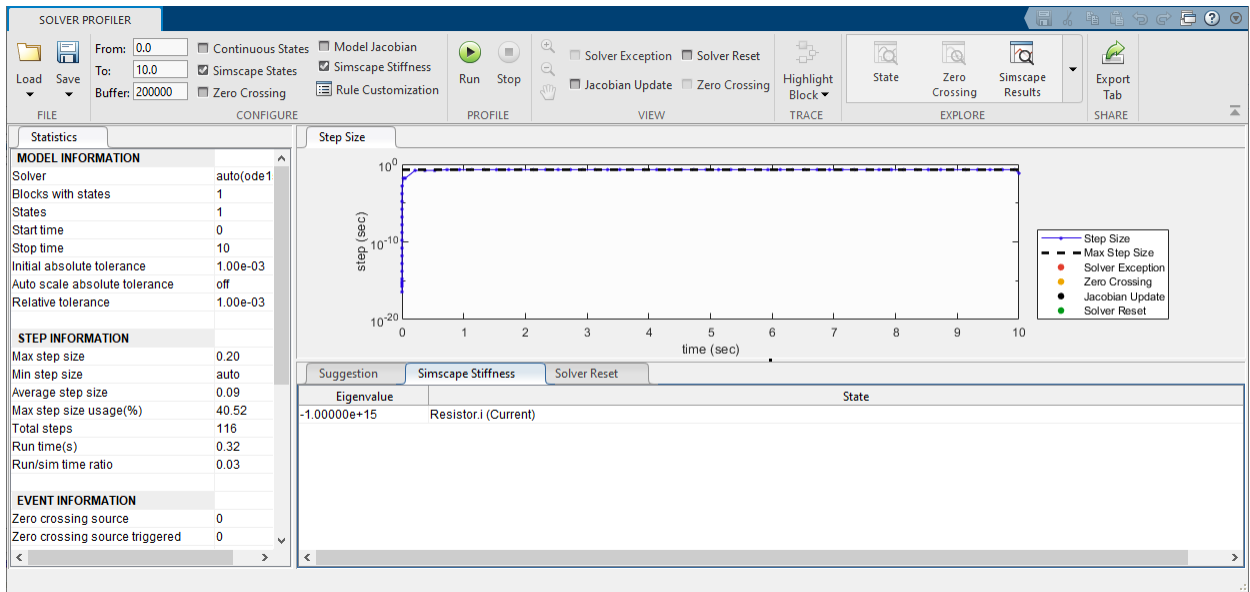 SOLVER PROFILER
Load
Save
FILE
From: 0.0
To: 10.0
Buffer: 200000
Continuous States
Simscape States
Zero Crossing
Model Jacobian
Simscape Stiffness
Rule Customization
CONFIGURE
Run
Stop
PROFILE
Solver Exception
Solver Reset
Jacobian Update
Zero Crossing
VIEW
Highlight
Block
TRACE
State
Zero
Crossing
Simscape
Results
EXPLORE
Export
Tab
SHARE
Statistics
MODEL INFORMATION
Solver auto(ode1
Blocks with states 1
States 1
Start time 0
Stop time 10
Initial absolute tolerance 1.00e-03
Auto scale absolute tolerance off
Relative tolerance 1.00e-03
STEP INFORMATION
Max step size 0.20
Min step size auto
Average step size 0.09
Max step size usage(%) 40.52
Total steps 116
Run time(s) 0.32
Run/sim time ratio 0.03
EVENT INFORMATION
Zero crossing source 0
Zero crossing source triggered 0
Step Size
10^0
10^-10
10^-20
step (sec)
0 1 2 3 4 5 6 7 8 9 10
time (sec)
Step Size
Max Step Size
Solver Exception
Zero Crossing
Jacobian Update
Solver Reset
Suggestion
Simscape Stiffness
Solver Reset
Eigenvalue State
-1.00000e+15 Resistor.i (Current)